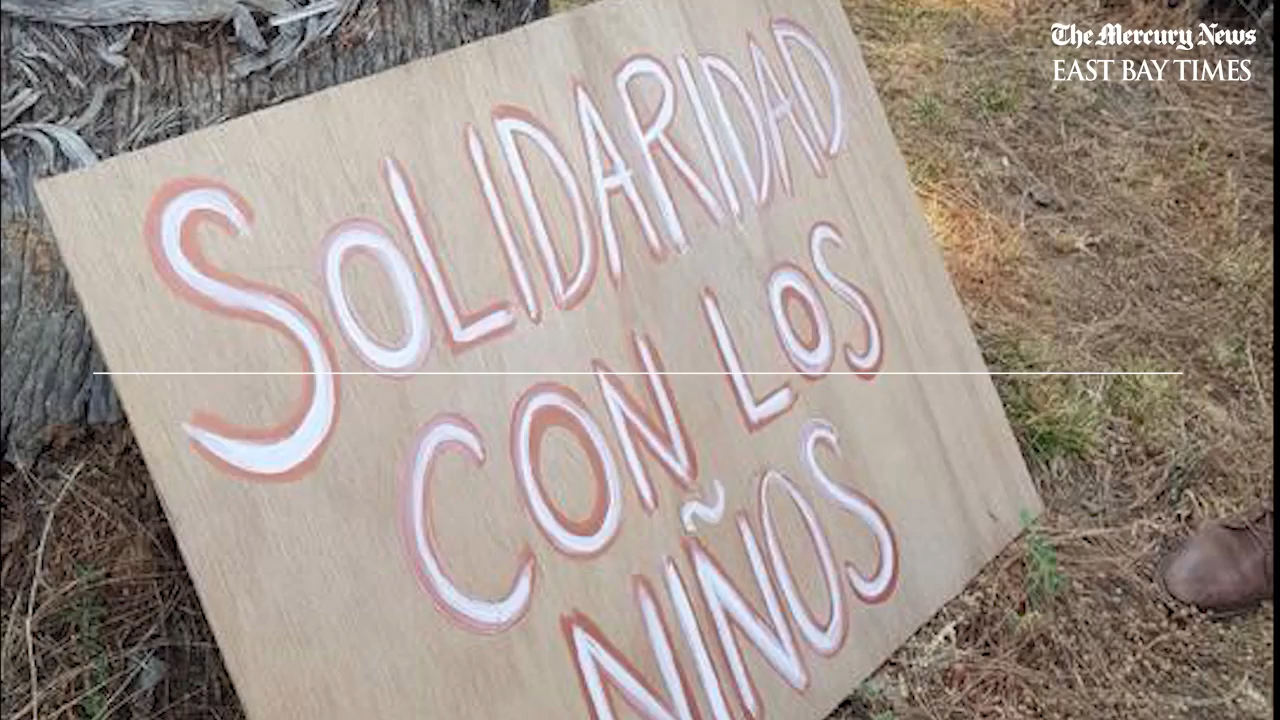 The Mercury News
EAST BAY TIMES
SOLIDARIDAD
CON LOS
NIÑOS